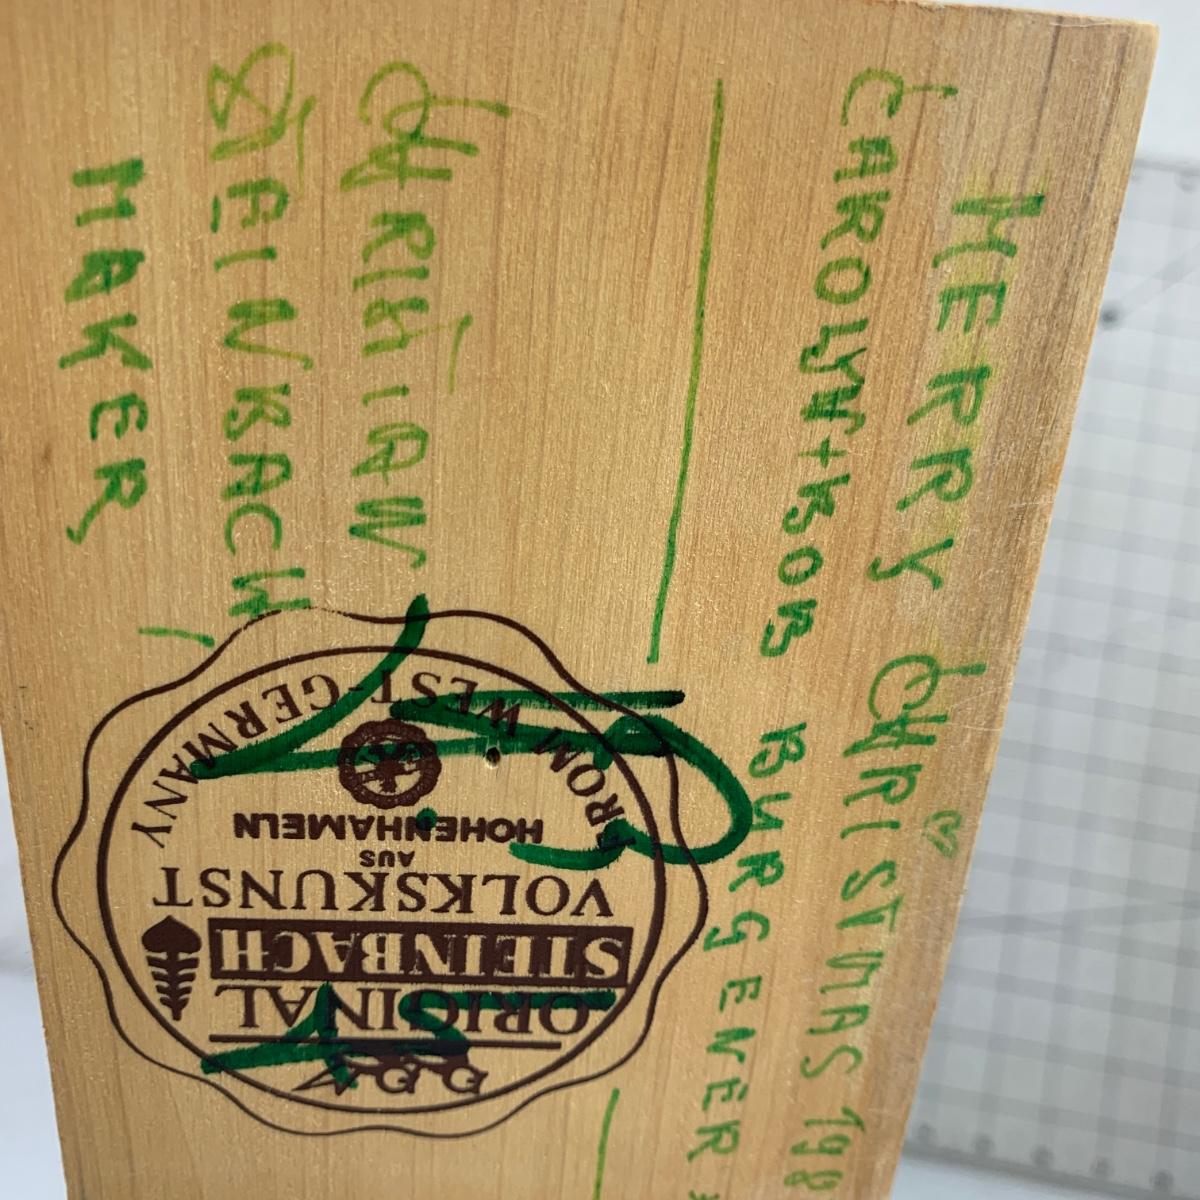 MERRY CHRISTMAS 198
CAROLYN + BOB BURGENER
CHRISTIAN
STEINBACH,
MAKER
ORIGINAL
STEINBACH
VOLKSKUNST
AUS
HOHENHAMELN
FROM WEST-GERMANY